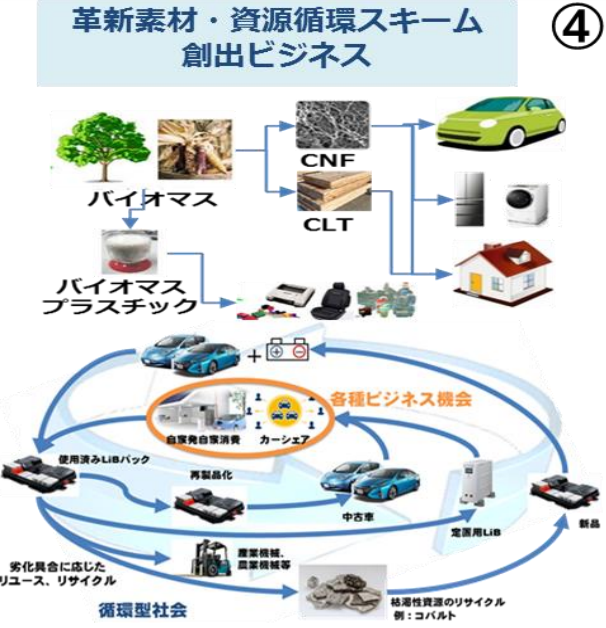 革新素材・資源循環スキーム
創出ビジネス
④
CNF
バイオマス
CLT
バイオマス
プラスチック
+
各種ビジネス機会
自家発自家消費
カーシェア
使用済みLiBパック
再製品化
中古車
定置用LiB
新品
劣化具合に応じた
リユース、リサイクル
産業機械、
農業機械等
循環型社会
枯渇性資源のリサイクル
例：コバルト